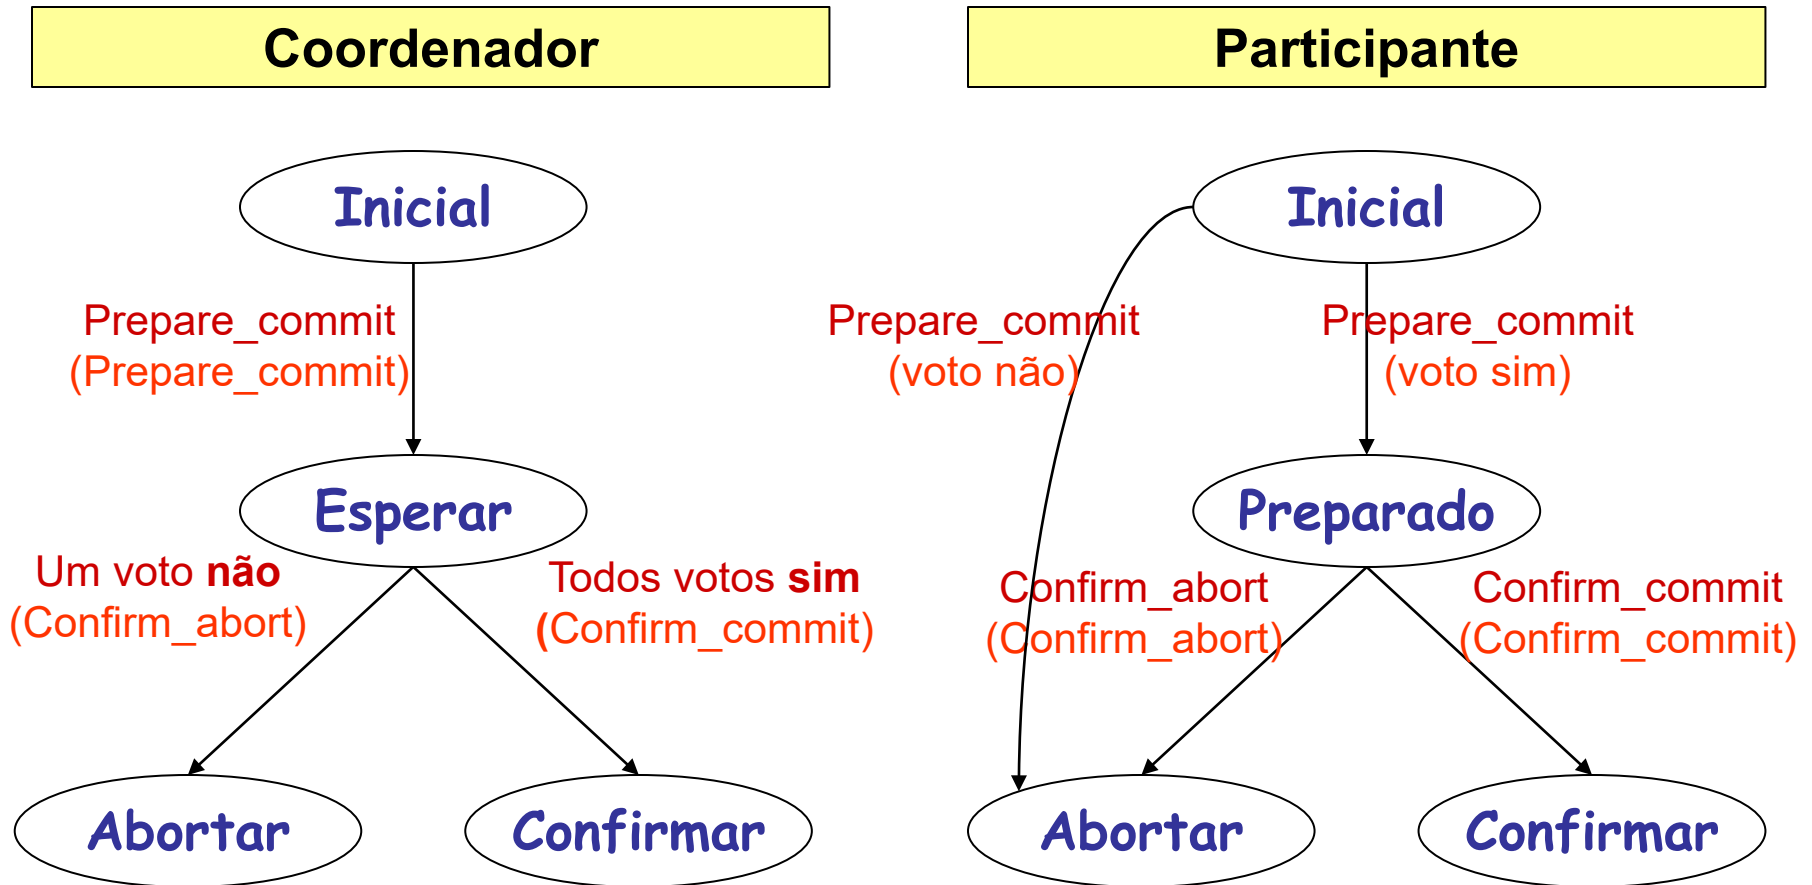 Coordenador
Participante
Inicial
Inicial
Prepare_commit
(Prepare_commit)
Prepare_commit
(voto não)
Prepare_commit
(voto sim)
Esperar
Preparado
Um voto não
(Confirm_abort)
Todos votos sim
(Confirm_commit)
Confirm_abort
(Confirm_abort)
Confirm_commit
(Confirm_commit)
Abortar
Confirmar
Abortar
Confirmar